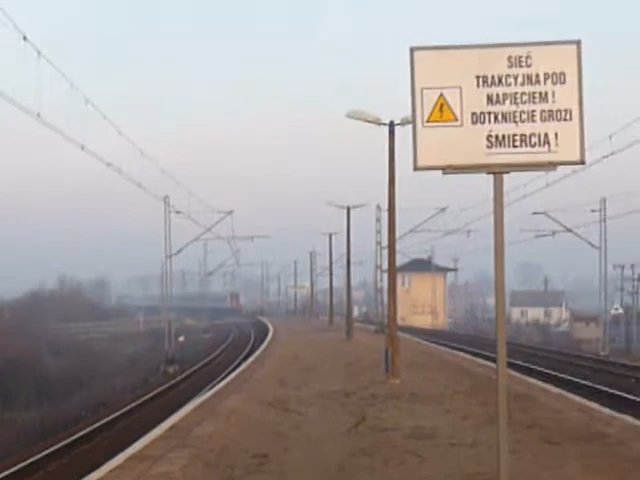 SIEĆ
TRAKCYJNA POD
NAPIĘCIEM !
DOTKNIĘCIE GROZI
ŚMIERCIĄ !